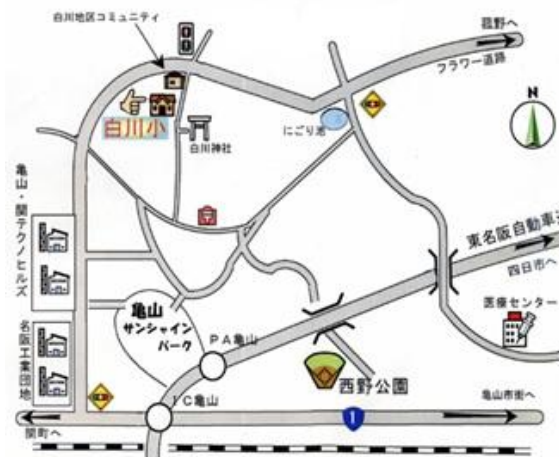 白川地区コミュニティ
菰野へ
フラワー道路
N
白川小
白川神社
にごり池
亀山・関テクノヒルズ
東名阪自動車道
四日市へ
医療センター
亀山
サンシャイン
パーク
PA亀山
名阪工業団地
西野公園
IC亀山
1
関町へ
亀山市街へ